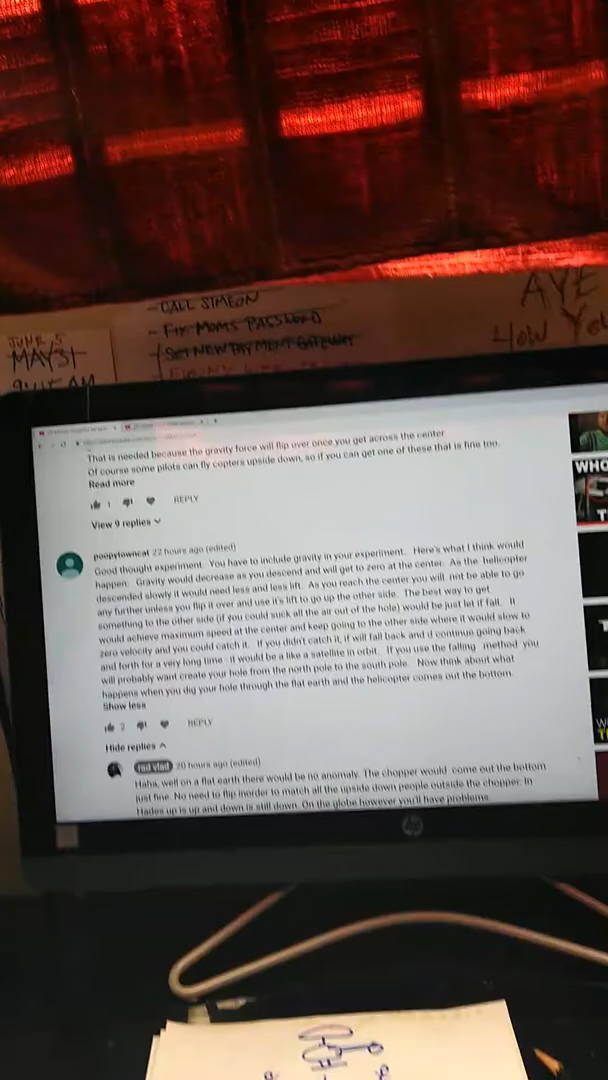 - CALL SIMEON
- FIX MOMS PASSWORD
- SET NEW PAYMENT GATEWAY
AYE
HOW YOU
JUNE 5
MAY 31
9:45 AM
That is needed because the gravity force will flip over once you get across the center
Of course some pilots can fly copters upside down, so if you can get one of these that is fine too.
Read more
1 REPLY
View 9 replies
poopytowncat 22 hours ago (edited)
Good thought experiment. You have to include gravity in your experiment. Here's what I think would
happen. Gravity would decrease as you descend and will get to zero at the center. As the helicopter
descended slowly it would need less and less lift. As you reach the center you will not be able to go
any further unless you flip it over and use it's lift to go up the other side. The best way to get
something to the other side (if you could suck all the air out of the hole) would be just let if fall. It
would achieve maximum speed at the center and keep going to the other side where it would slow to
zero velocity and you could catch it. If you didn't catch it, if will fall back and d continue going back
and forth for a very long time - it would be a like a satellite in orbit. If you use the falling method you
will probably want create your hole from the north pole to the south pole. Now think about what
happens when you dig your hole through the flat earth and the helicopter comes out the bottom.
Show less
2 REPLY
Hide replies
rad vlad 20 hours ago (edited)
Haha, well on a flat earth there would be no anomaly. The chopper would come out the bottom
just fine. No need to flip inorder to match all the upside down people outside the chopper. In
Hades up is up and down is still down. On the globe however you'll have problems
WHO
hp